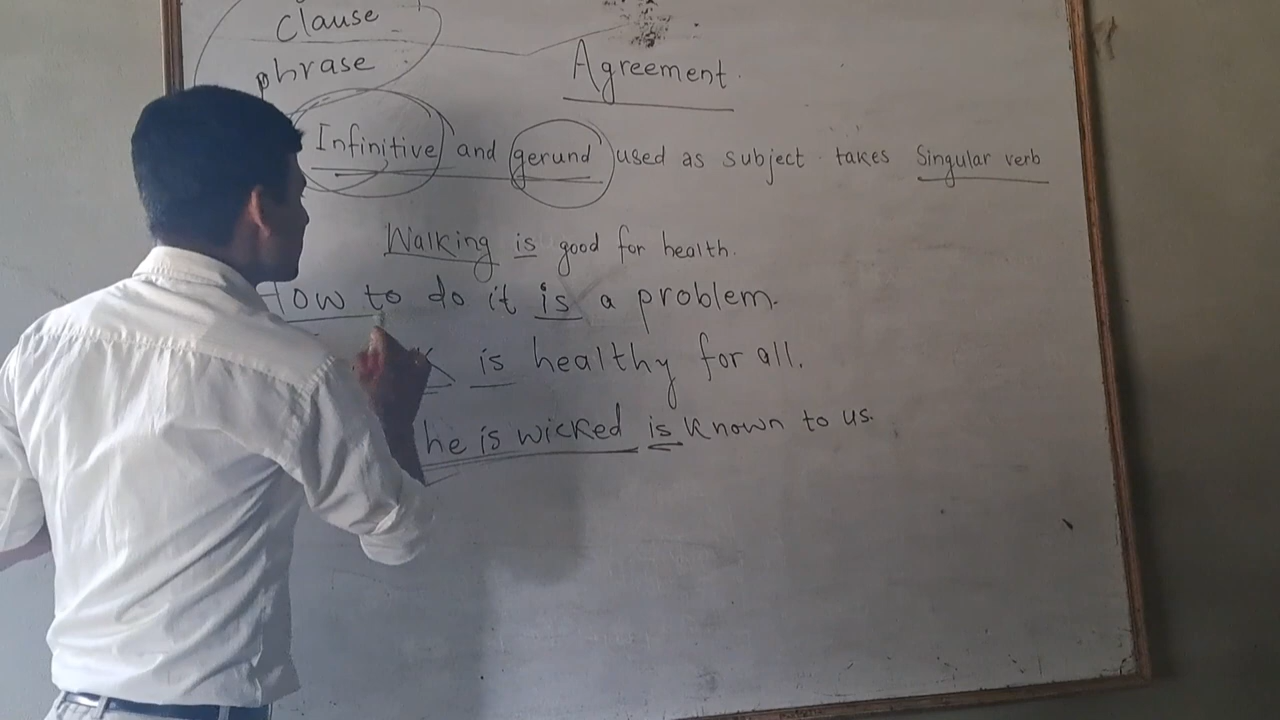 Clause
phrase
Agreement.
Infinitive and gerund used as subject takes Singular verb
Walking is good for health.
How to do it is a problem.
is healthy for all.
he is wicked is known to us.